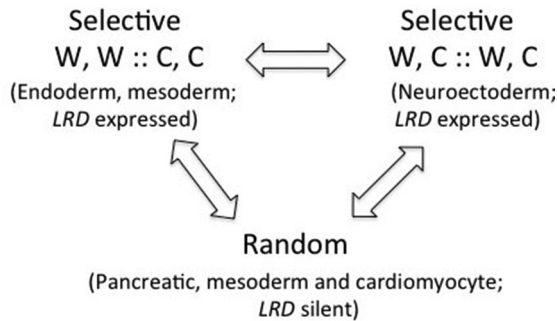 Selective
W, W :: C, C
(Endoderm, mesoderm;
LRD expressed)
Selective
W, C :: W, C
(Neuroectoderm;
LRD expressed)
Random
(Pancreatic, mesoderm and cardiomyocyte;
LRD silent)